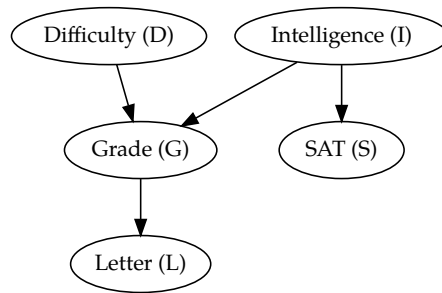 Difficulty (D)
Intelligence (I)
Grade (G)
SAT (S)
Letter (L)